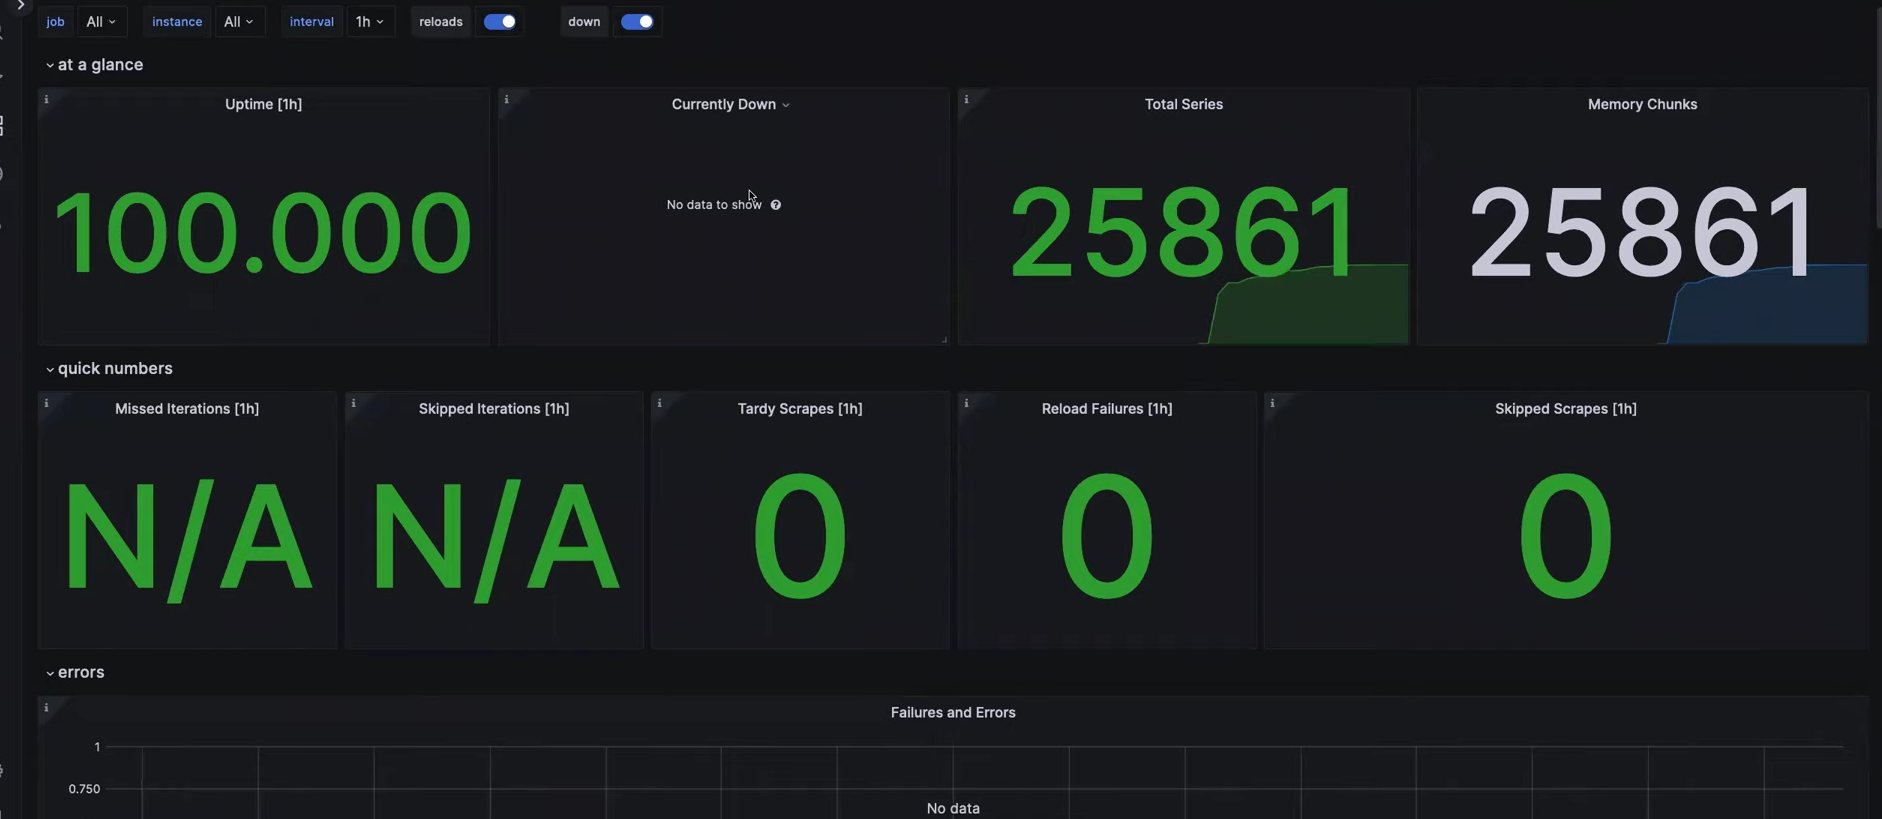 job All instance All interval 1h reloads down
at a glance
Uptime [1h]
100.000
Currently Down
No data to show
Total Series
25861
Memory Chunks
25861
quick numbers
Missed Iterations [1h]
N/A
Skipped Iterations [1h]
N/A
Tardy Scrapes [1h]
0
Reload Failures [1h]
0
Skipped Scrapes [1h]
0
errors
Failures and Errors
1
0.750
No data